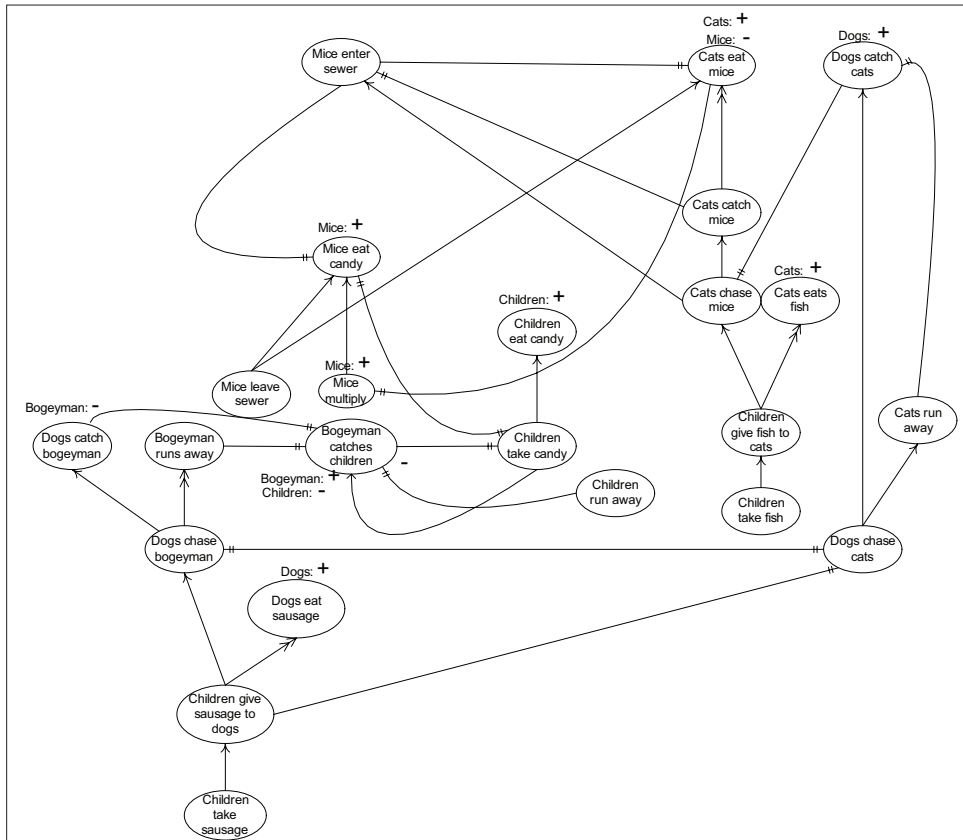 Cats: +
Mice: -
Cats eat
mice
Dogs: +
Dogs catch
cats
Mice enter
sewer
Cats catch
mice
Mice: +
Mice eat
candy
Cats chase
mice
Cats: +
Cats eats
fish
Children: +
Children
eat candy
Mice leave
sewer
Mice: +
Mice
multiply
Bogeyman: -
Dogs catch
bogeyman
Bogeyman
runs away
Bogeyman
catches
children
-
Bogeyman: +
Children: -
Children
take candy
Children
give fish to
cats
Cats run
away
Children
run away
Children
take fish
Dogs chase
bogeyman
Dogs chase
cats
Dogs: +
Dogs eat
sausage
Children give
sausage to
dogs
Children
take
sausage